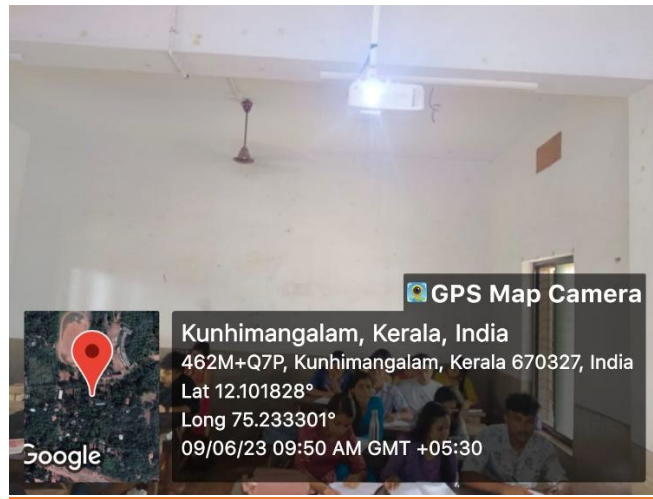 GPS Map Camera
Kunhimangalam, Kerala, India
462M+Q7P, Kunhimangalam, Kerala 670327, India
Lat 12.101828°
Long 75.233301°
09/06/23 09:50 AM GMT +05:30
Google